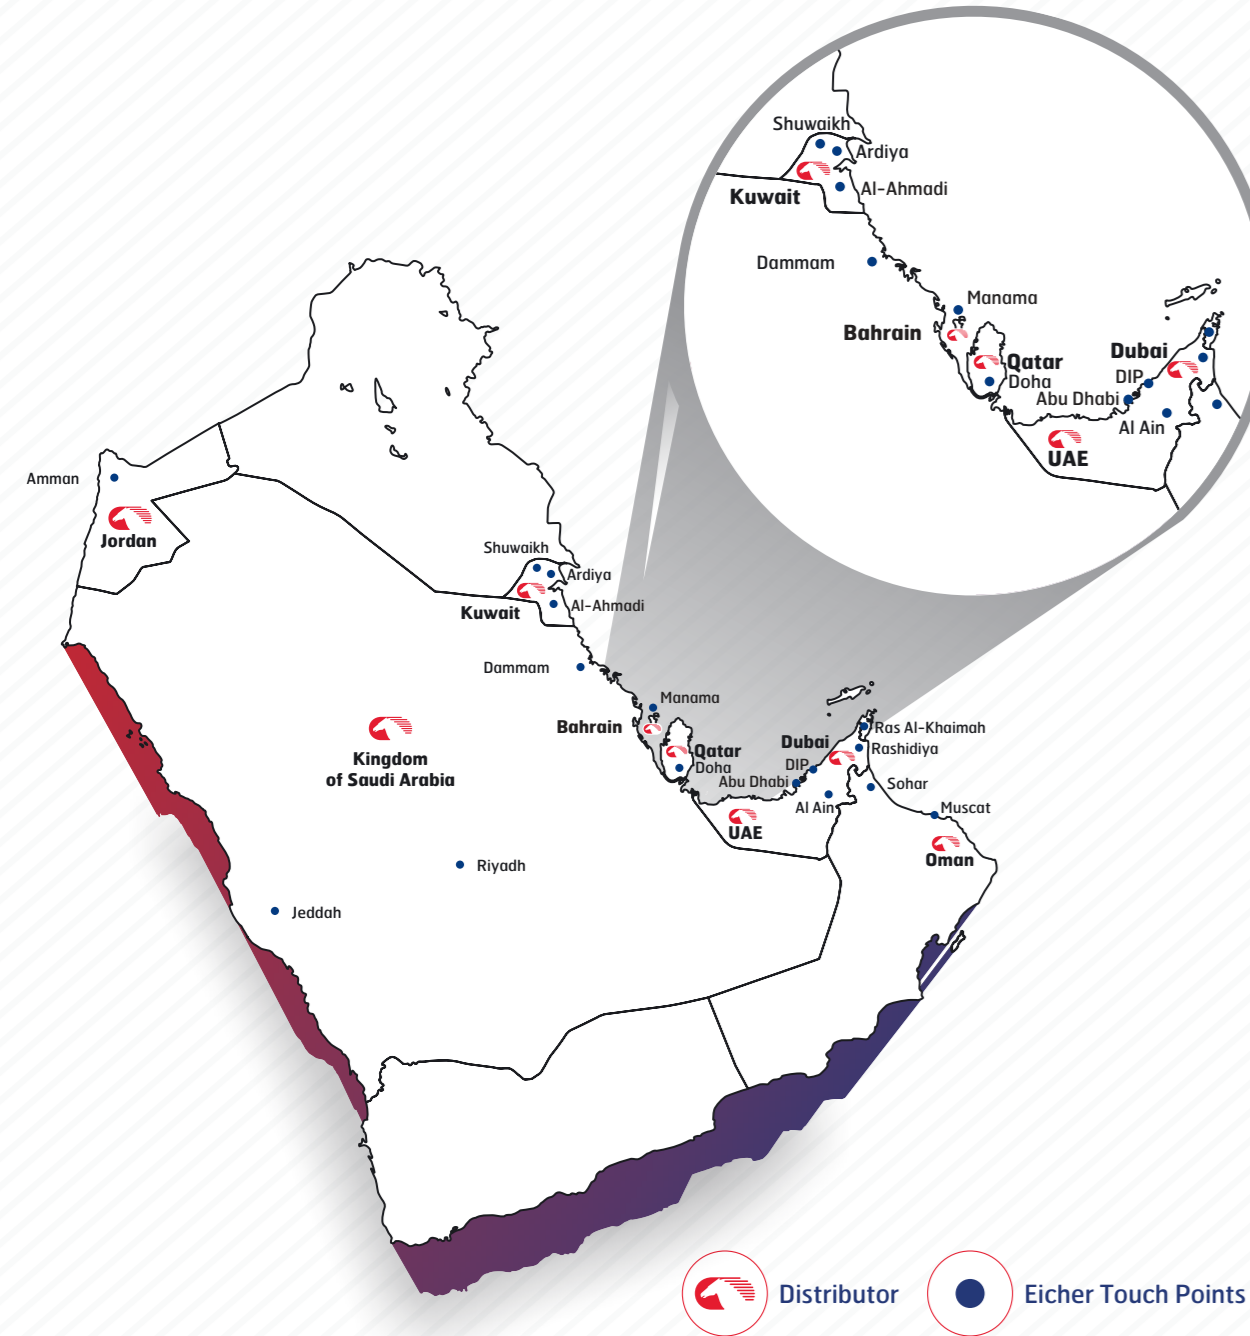 Shuwaikh
Ardiya
Kuwait
Al-Ahmadi
Dammam
Manama
Bahrain
Qatar
Doha
Dubai
DIP
Abu Dhabi
Al Ain
UAE
Amman
Jordan
Shuwaikh
Ardiya
Kuwait
Al-Ahmadi
Dammam
Manama
Bahrain
Qatar
Doha
Dubai
DIP
Abu Dhabi
Al Ain
UAE
Ras Al-Khaimah
Rashidiya
Sohar
Muscat
Oman
Kingdom
of Saudi Arabia
Riyadh
Jeddah
Distributor
Eicher Touch Points